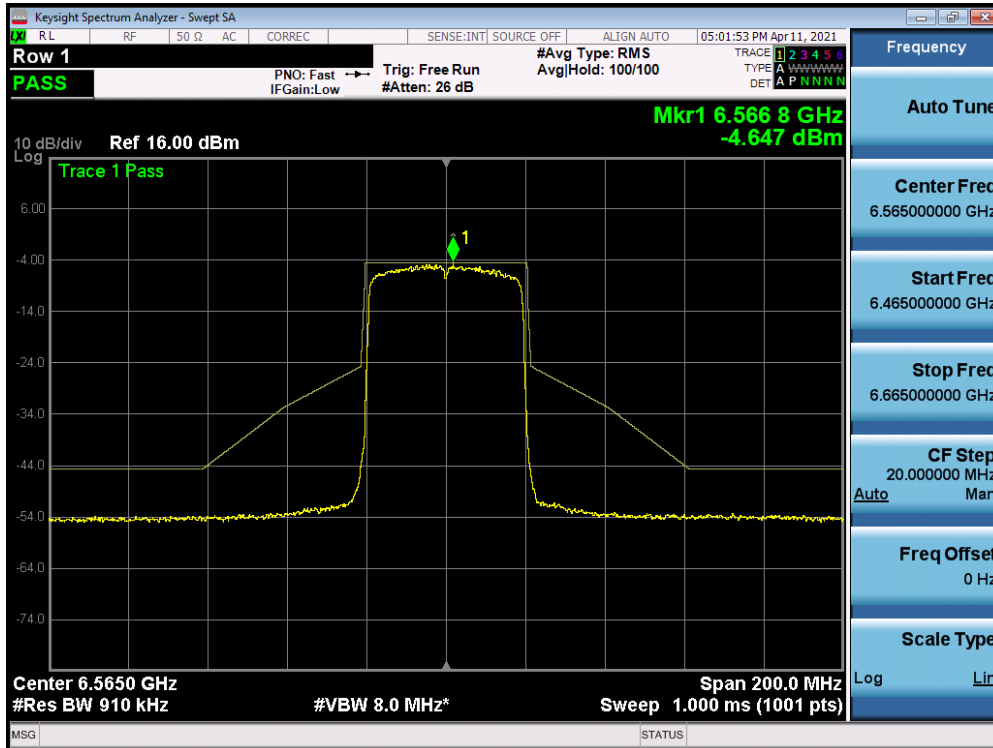 Keysight Spectrum Analyzer - Swept SA
LXI RL RF 50 Ω AC CORREC SENSE:INT SOURCE OFF ALIGN AUTO 05:01:53 PM Apr 11, 2021
Row 1
PASS
PNO: Fast
IFGain:Low
Trig: Free Run
#Atten: 26 dB
#Avg Type: RMS
Avg|Hold: 100/100
TRACE 1 2 3 4 5 6
TYPE A WWWWW
DET A P N N N N
Frequency
Mkr1 6.566 8 GHz
-4.647 dBm
10 dB/div Ref 16.00 dBm
Log
Trace 1 Pass
1
6.00
-4.00
-14.0
-24.0
-34.0
-44.0
-54.0
-64.0
-74.0
Center 6.5650 GHz
#Res BW 910 kHz
#VBW 8.0 MHz*
Span 200.0 MHz
Sweep 1.000 ms (1001 pts)
Auto Tune
Center Freq
6.565000000 GHz
Start Freq
6.465000000 GHz
Stop Freq
6.665000000 GHz
CF Step
20.000000 MHz
Auto Man
Freq Offset
0 Hz
Scale Type
Log Lin
MSG STATUS